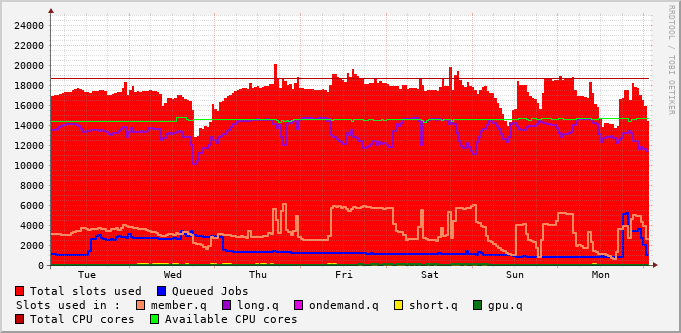 24000
22000
20000
18000
16000
14000
12000
10000
8000
6000
4000
2000
0
Tue Wed Thu Fri Sat Sun Mon
Total slots used Queued Jobs
Slots used in : member.q long.q ondemand.q short.q gpu.q
Total CPU cores Available CPU cores
RRDTOOL / TOBI OETIKER